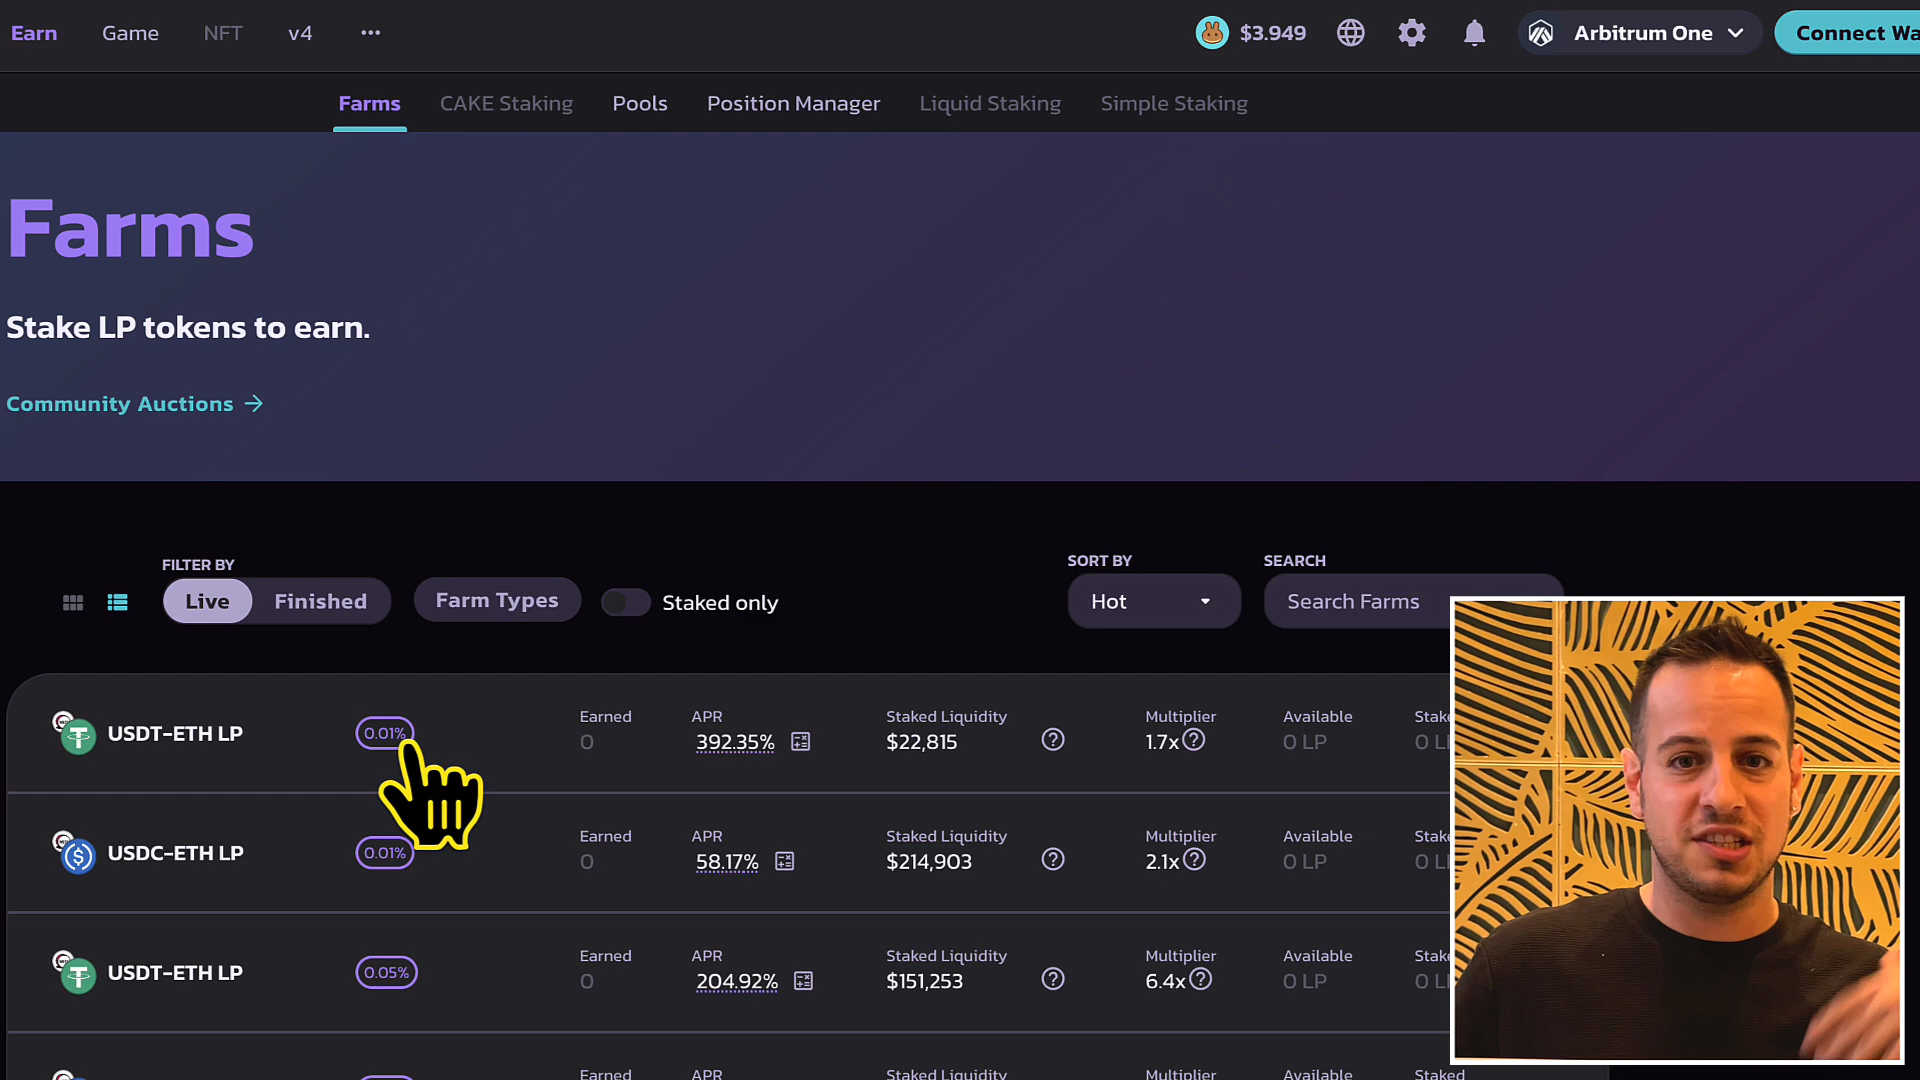 Earn Game NFT v4 ··· $3.949 Arbitrum One Connect Wa
Farms CAKE Staking Pools Position Manager Liquid Staking Simple Staking
Farms
Stake LP tokens to earn.
Community Auctions →
FILTER BY SORT BY SEARCH
Live Finished Farm Types Staked only Hot Search Farms
Earned APR Staked Liquidity Multiplier Available Stake
USDT-ETH LP 0.01% 0 392.35% $22,815 1.7x 0 LP 0 LP
Earned APR Staked Liquidity Multiplier Available Stake
USDC-ETH LP 0.01% 0 58.17% $214,903 2.1x 0 LP 0 LP
Earned APR Staked Liquidity Multiplier Available Stake
USDT-ETH LP 0.05% 0 204.92% $151,253 6.4x 0 LP 0 LP
Earned APR Staked Liquidity Multiplier Available Staked